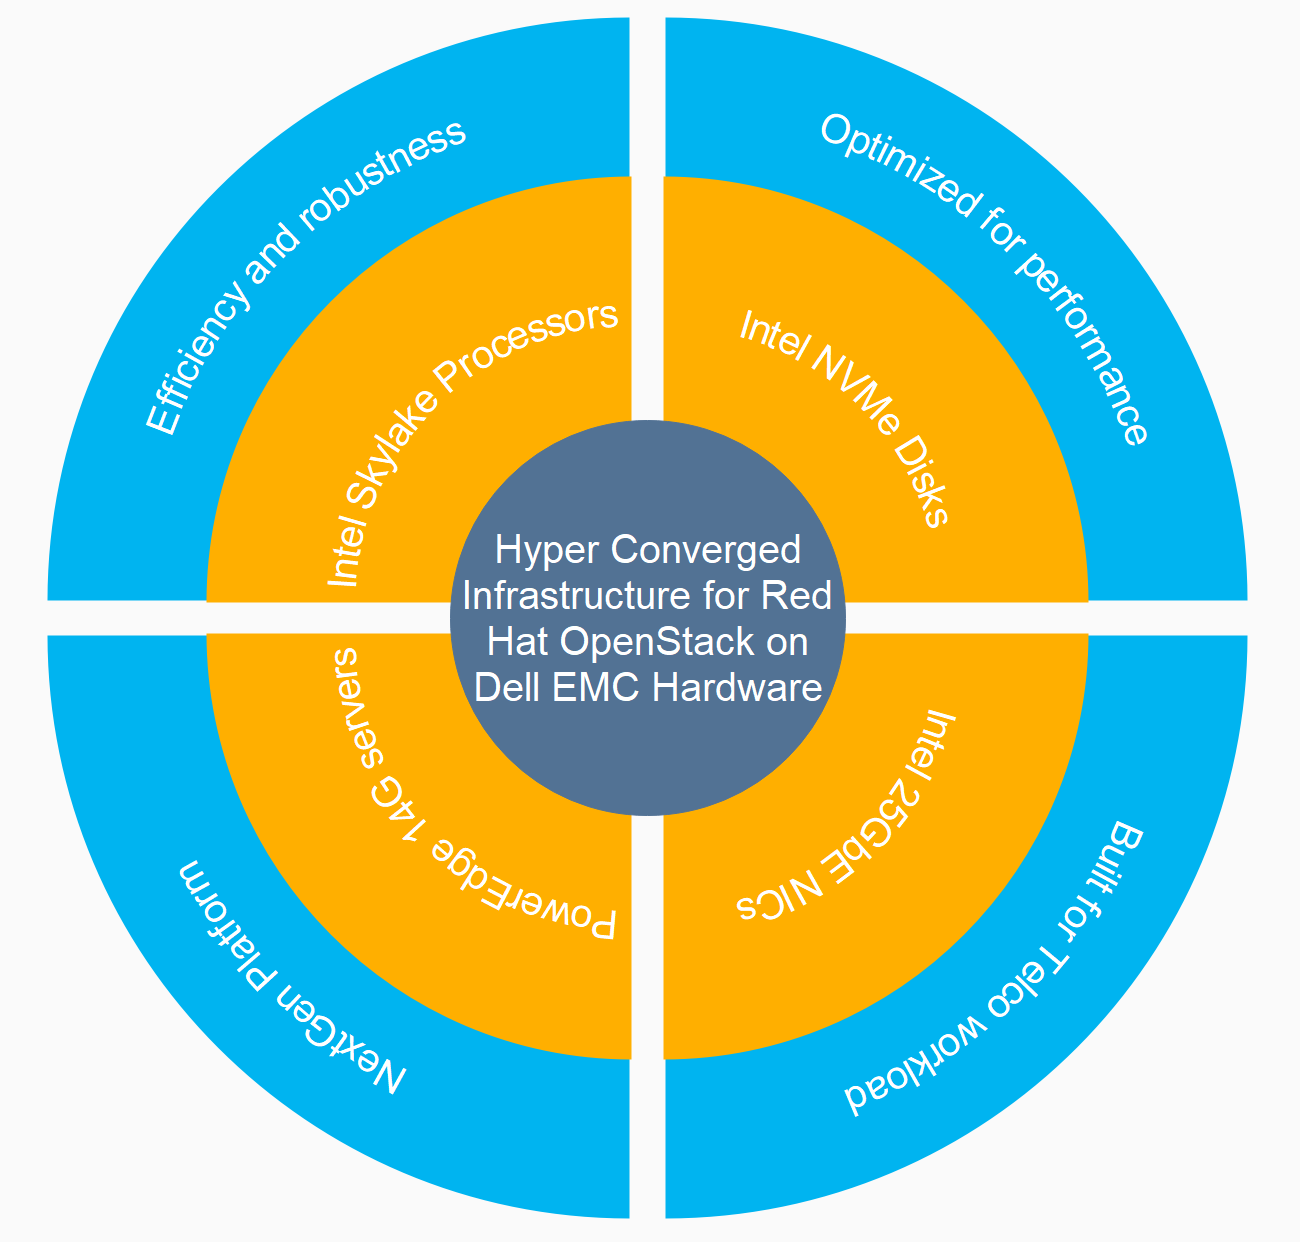 Efficiency and robustness
Optimized for performance
Intel Skylake Processors
Intel NVMe Disks
Hyper Converged
Infrastructure for Red
Hat OpenStack on
Dell EMC Hardware
PowerEdge 14G servers
Intel 25GbE NICs
NextGen Platform
Built for Telco workload